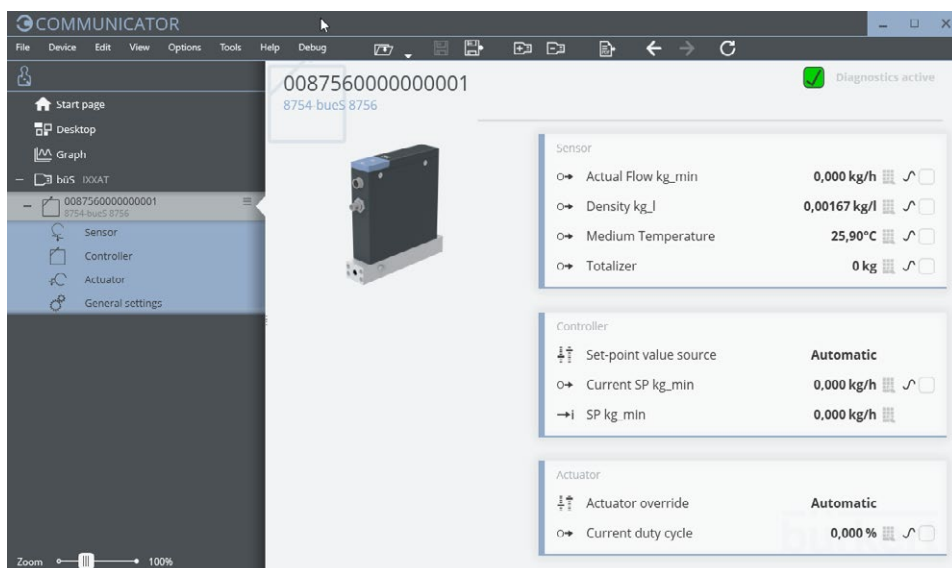 COMMUNICATOR
File Device Edit View Options Tools Help Debug
Start page
Desktop
Graph
büS IXXAT
0087560000000001
8754-bueS 8756
Sensor
Controller
Actuator
General settings
Zoom 100%
0087560000000001
8754-bueS 8756
Diagnostics active
Sensor
Actual Flow kg_min 0,000 kg/h
Density kg_l 0,00167 kg/l
Medium Temperature 25,90°C
Totalizer 0 kg
Controller
Set-point value source Automatic
Current SP kg_min 0,000 kg/h
SP kg_min 0,000 kg/h
Actuator
Actuator override Automatic
Current duty cycle 0,000 %